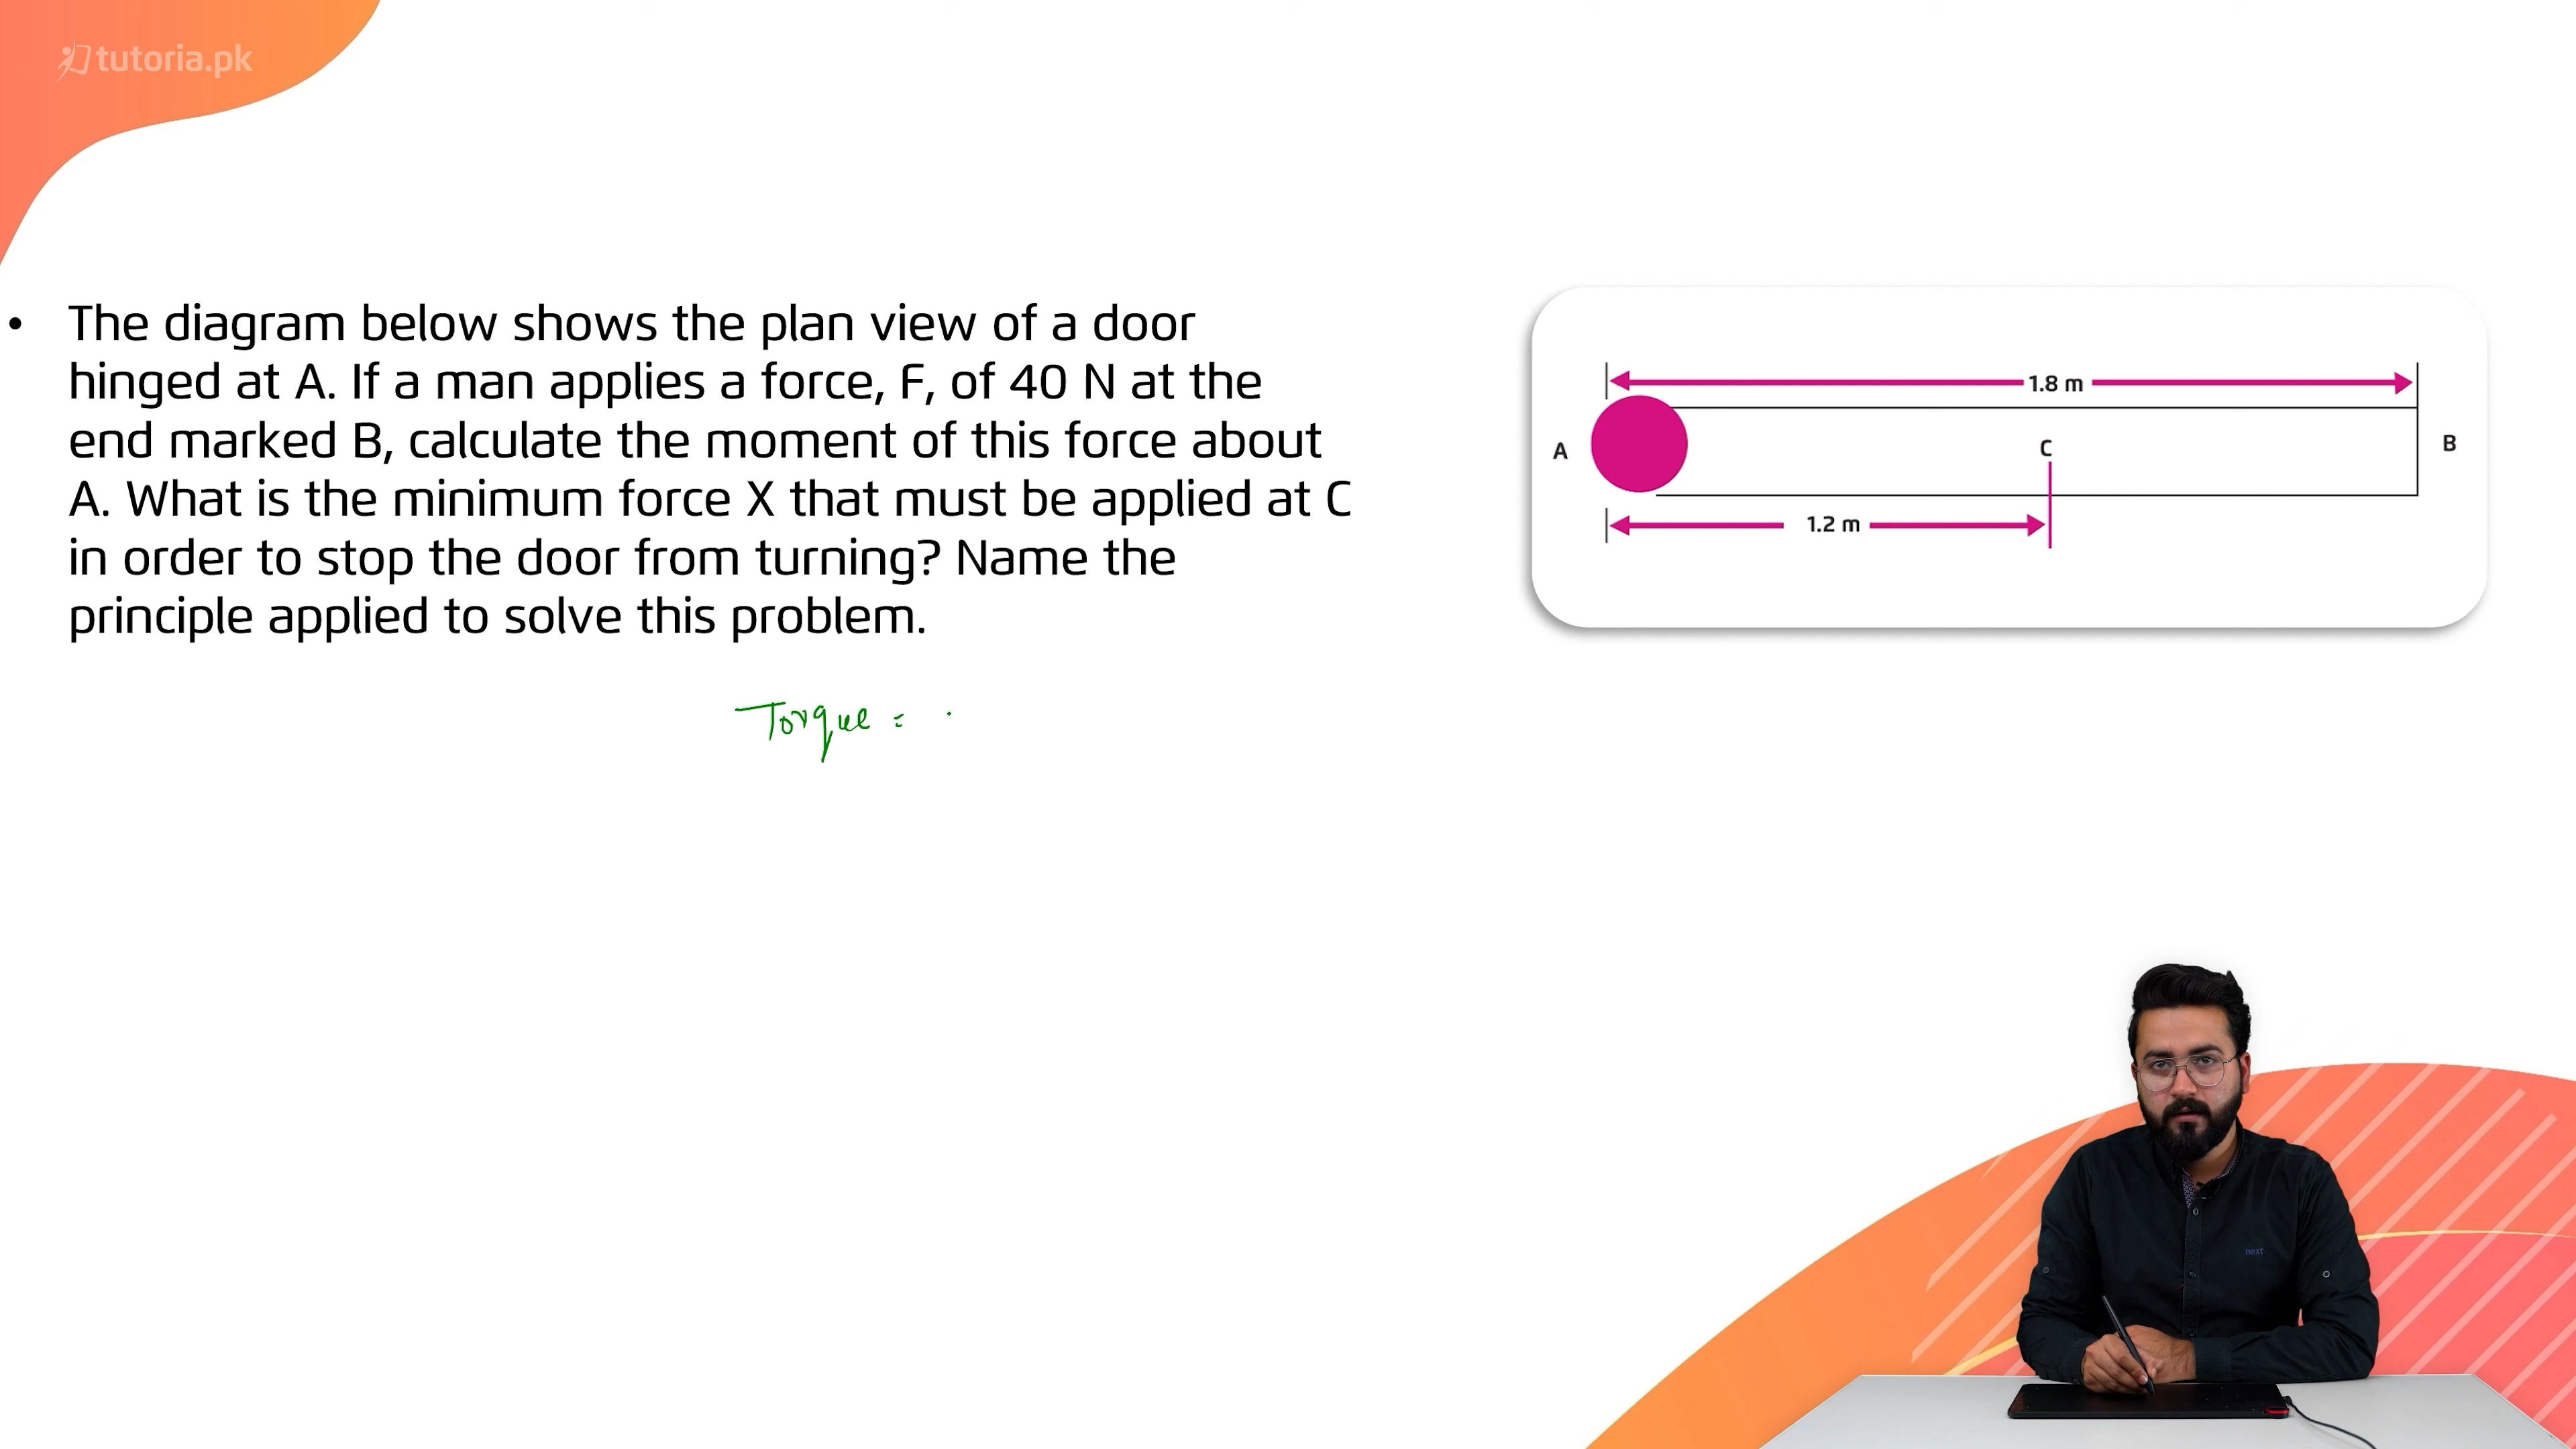 tutoria.pk
• The diagram below shows the plan view of a door
hinged at A. If a man applies a force, F, of 40 N at the
end marked B, calculate the moment of this force about
A. What is the minimum force X that must be applied at C
in order to stop the door from turning? Name the
principle applied to solve this problem.
1.8 m
A
C
B
1.2 m
Torque =
next